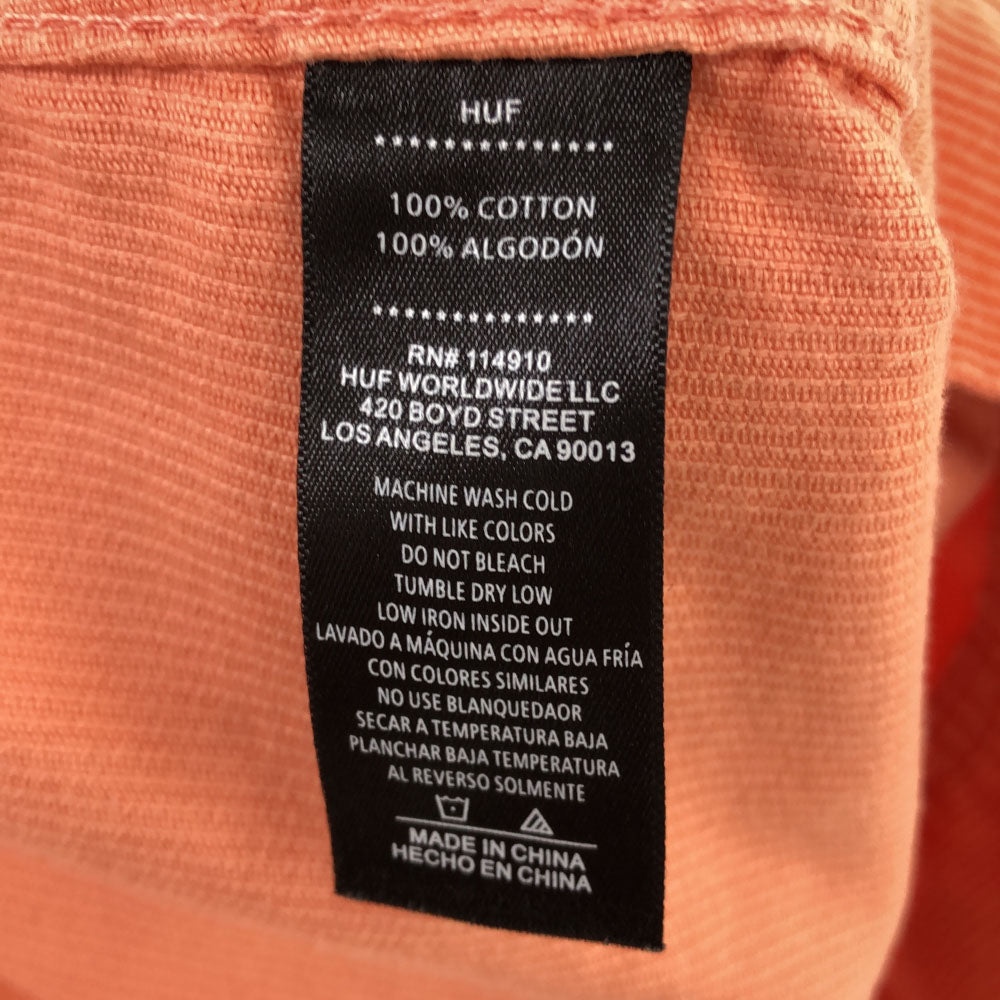 HUF
100% COTTON
100% ALGODÓN
RN# 114910
HUF WORLDWIDE LLC
420 BOYD STREET
LOS ANGELES, CA 90013
MACHINE WASH COLD
WITH LIKE COLORS
DO NOT BLEACH
TUMBLE DRY LOW
LOW IRON INSIDE OUT
LAVADO A MÁQUINA CON AGUA FRÍA
CON COLORES SIMILARES
NO USE BLANQUEDAOR
SECAR A TEMPERATURA BAJA
PLANCHAR BAJA TEMPERATURA
AL REVERSO SOLMENTE
MADE IN CHINA
HECHO EN CHINA